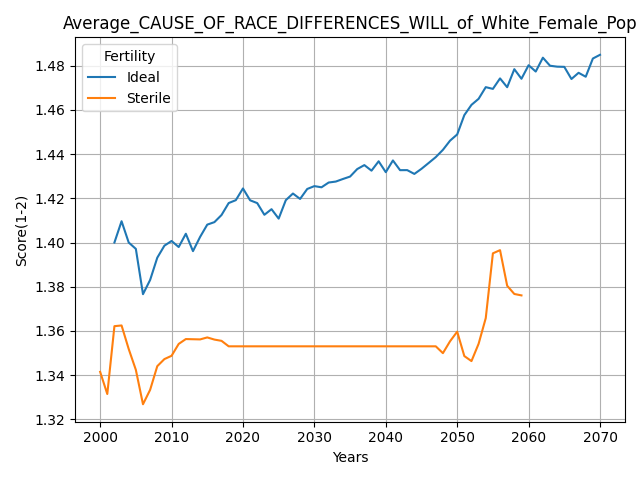 Average_CAUSE_OF_RACE_DIFFERENCES_WILL_of_White_Female_Pop
Fertility
Ideal
Sterile
Score(1-2)
1.48
1.46
1.44
1.42
1.40
1.38
1.36
1.34
1.32
2000 2010 2020 2030 2040 2050 2060 2070
Years